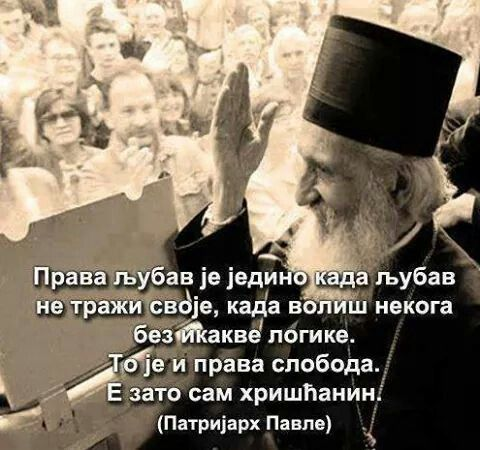 Права љубав је једино када љубав
не тражи своје, када волиш некога
без икакве логике.
То је и права слобода.
Е зато сам хришћанин.
(Патријарх Павле)